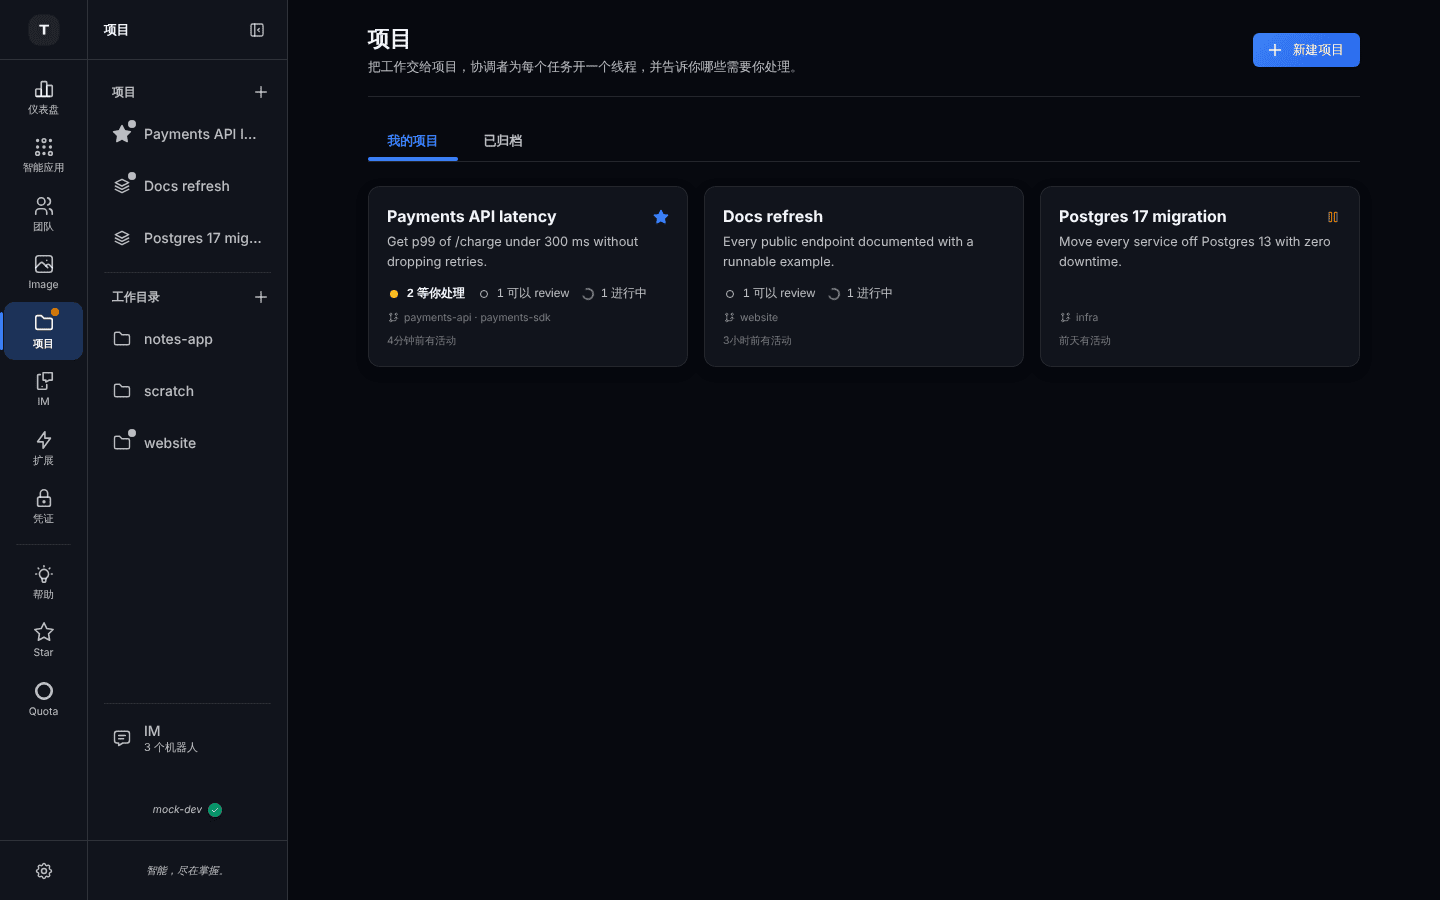 T
仪表盘
智能应用
团队
Image
项目
IM
扩展
凭证
帮助
Star
Quota
项目
项目
Payments API l...
Docs refresh
Postgres 17 mig...
工作目录
notes-app
scratch
website
IM
3 个机器人
mock-dev
智能，尽在掌握。
项目
把工作交给项目，协调者为每个任务开一个线程，并告诉你哪些需要你处理。
新建项目
我的项目 已归档
Payments API latency
Get p99 of /charge under 300 ms without
dropping retries.
2 等你处理 1 可以 review 1 进行中
payments-api · payments-sdk
4分钟前有活动
Docs refresh
Every public endpoint documented with a
runnable example.
1 可以 review 1 进行中
website
3小时前有活动
Postgres 17 migration
Move every service off Postgres 13 with zero
downtime.
infra
前天有活动